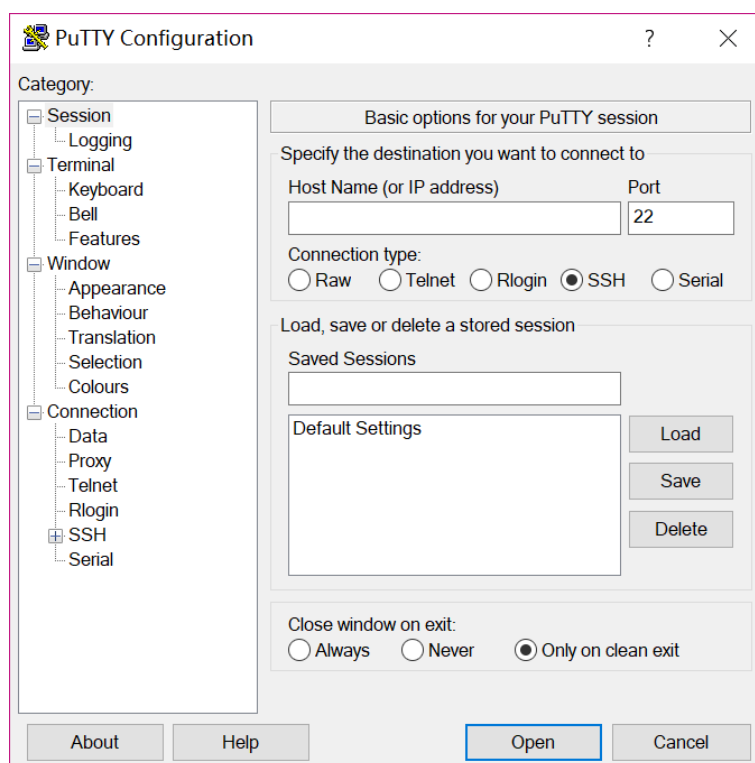 PuTTY Configuration
?
Category:
Session
Logging
Terminal
Keyboard
Bell
Features
Window
Appearance
Behaviour
Translation
Selection
Colours
Connection
Data
Proxy
Telnet
Rlogin
SSH
Serial
Basic options for your PuTTY session
Specify the destination you want to connect to
Host Name (or IP address) Port
22
Connection type:
Raw Telnet Rlogin SSH Serial
Load, save or delete a stored session
Saved Sessions
Default Settings
Load
Save
Delete
Close window on exit:
Always Never Only on clean exit
About Help Open Cancel